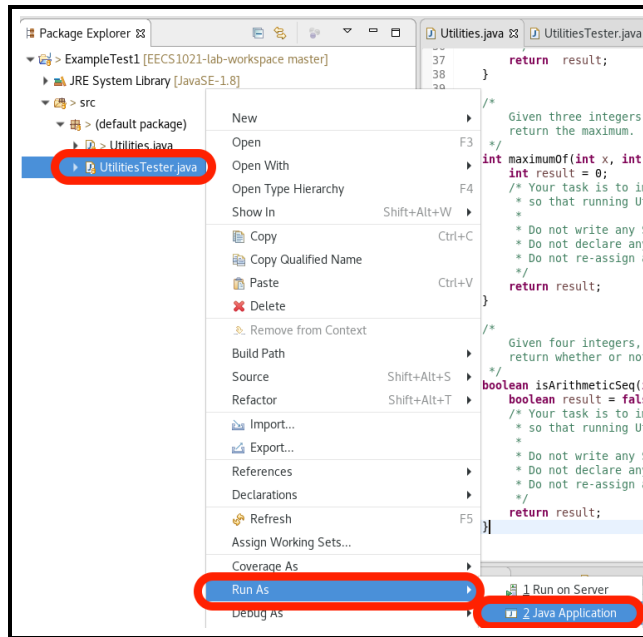 Package Explorer
> ExampleTest1 [EECS1021-lab-workspace master]
JRE System Library [JavaSE-1.8]
> src
> (default package)
> Utilities.java
UtilitiesTester.java
New
Open F3
Open With
Open Type Hierarchy F4
Show In Shift+Alt+W
Copy Ctrl+C
Copy Qualified Name
Paste Ctrl+V
Delete
Remove from Context
Build Path
Source Shift+Alt+S
Refactor Shift+Alt+T
Import...
Export...
References
Declarations
Refresh F5
Assign Working Sets...
Coverage As
Run As
Debug As
1 Run on Server
2 Java Application
Utilities.java
UtilitiesTester.java
37 return result;
38 }
39
/*
Given three integers
return the maximum.
*/
int maximumOf(int x, int
int result = 0;
/* Your task is to i
* so that running U
*
* Do not write any
* Do not declare an
* Do not re-assign
*/
return result;
}
/*
Given four integers,
return whether or no
*/
boolean isArithmeticSeq(
boolean result = fal
/* Your task is to i
* so that running U
*
* Do not write any
* Do not declare an
* Do not re-assign
*/
return result;
}